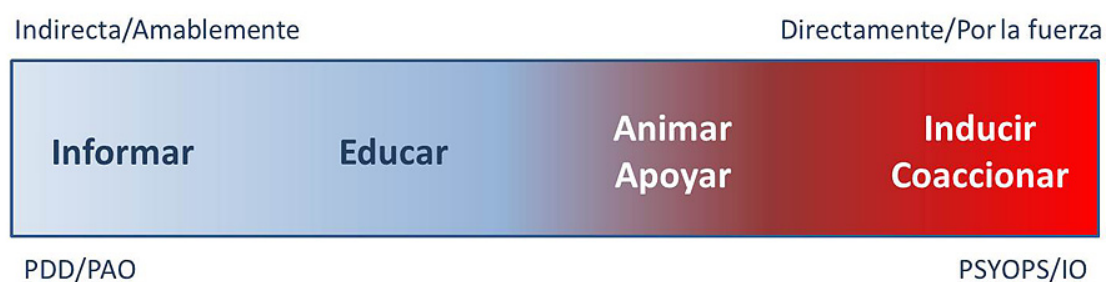 Indirecta/Amablemente
Directamente/Por la fuerza
Informar
Educar
Animar
Apoyar
Inducir
Coaccionar
PDD/PAO
PSYOPS/IO